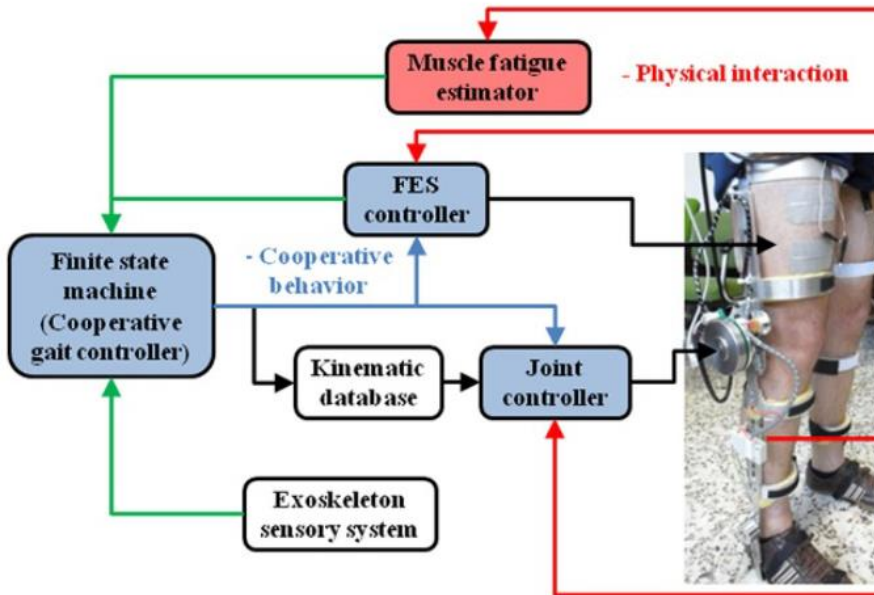 Muscle fatigue
estimator
- Physical interaction
FES
controller
Finite state
machine
(Cooperative
gait controller)
- Cooperative
behavior
Kinematic
database
Joint
controller
Exoskeleton
sensory system